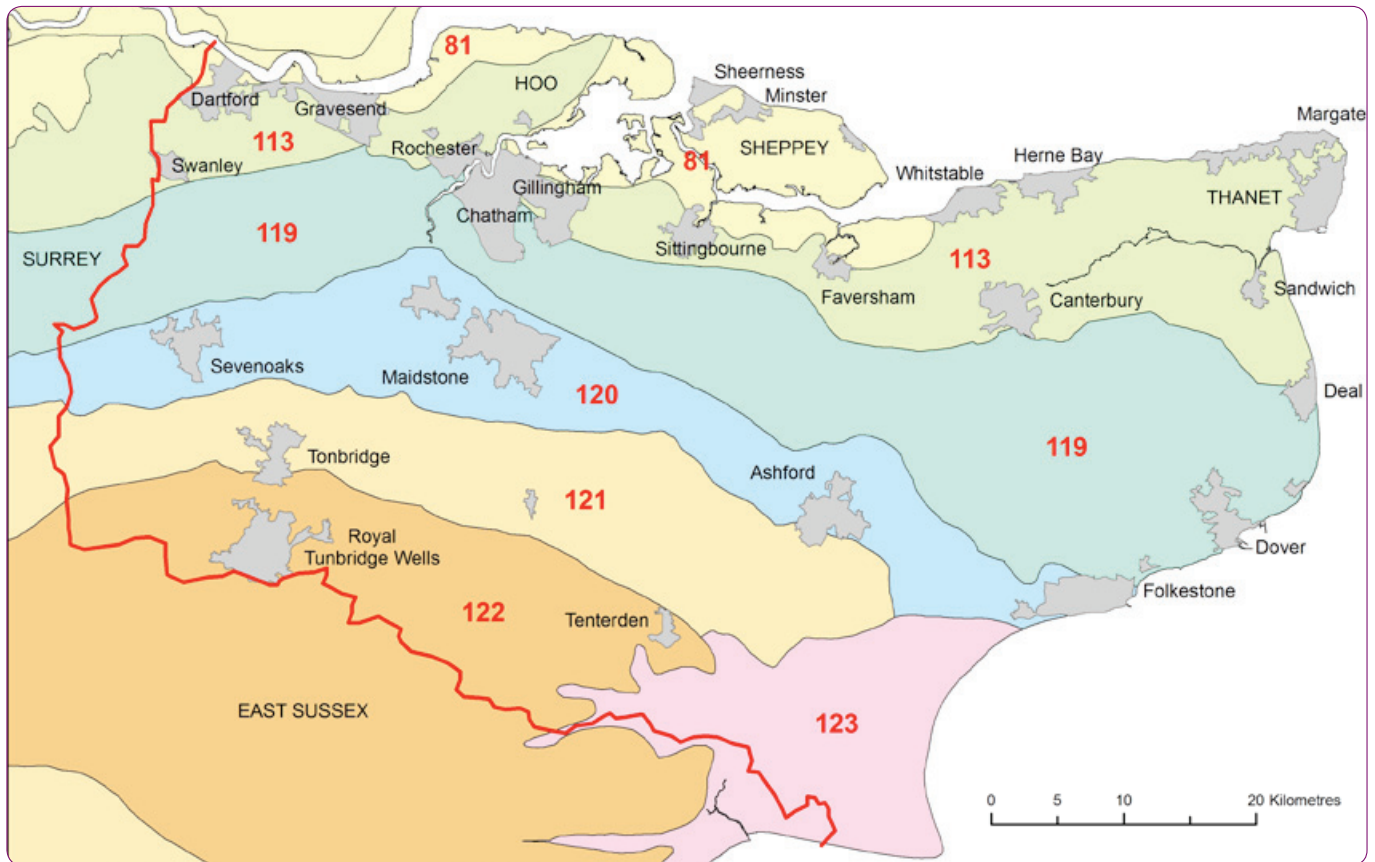 81
HOO
Sheerness
Minster
Dartford
Gravesend
Margate
113
Rochester
SHEPPEY
Herne Bay
Swanley
81
Whitstable
Gillingham
THANET
Chatham
119
Sittingbourne
SURREY
113
Sandwich
Faversham
Canterbury
Sevenoaks
Maidstone
120
Deal
119
Tonbridge
Ashford
121
Royal
Tunbridge Wells
Dover
Folkestone
122
Tenterden
EAST SUSSEX
123
0 5 10 20 Kilometres